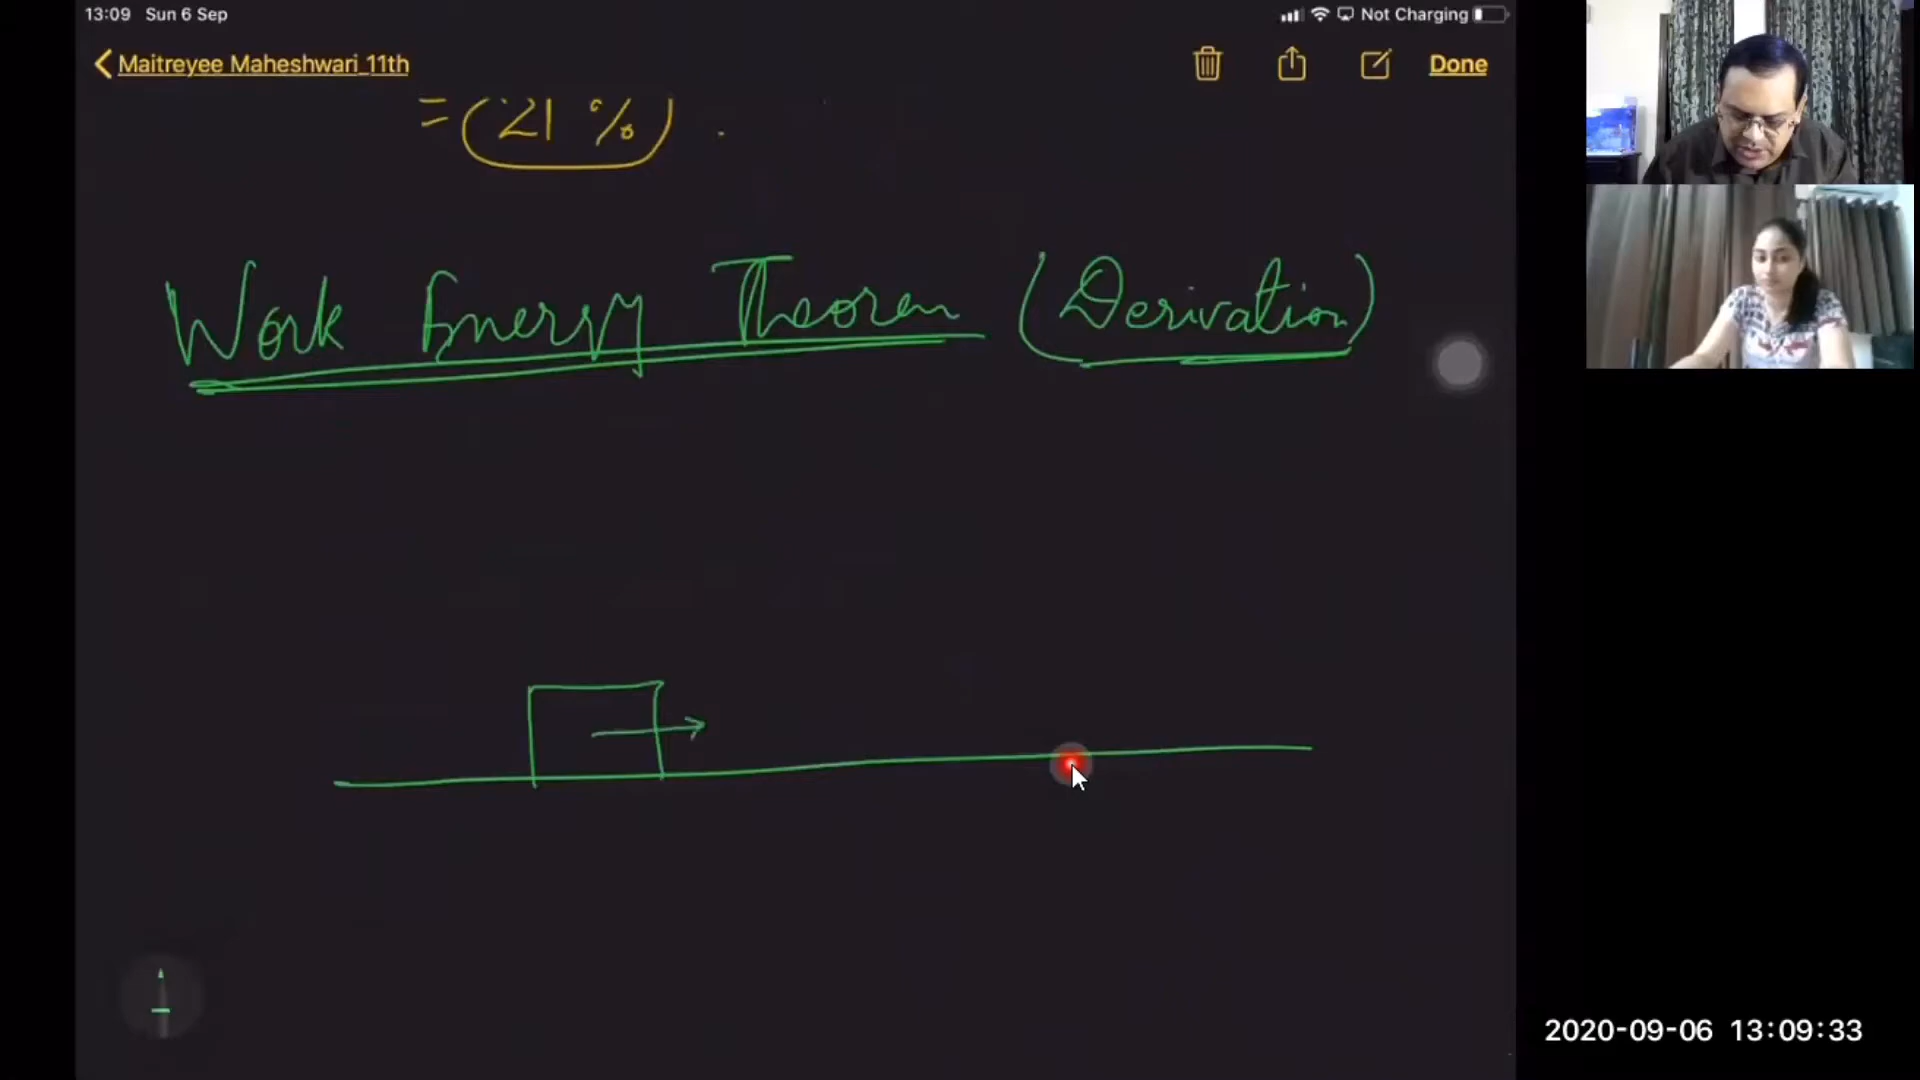 13:09 Sun 6 Sep
Not Charging
Maitreyee Maheshwari_11th
Done
= (21 %) .
Work Energy Theorem (Derivation)
2020-09-06 13:09:33